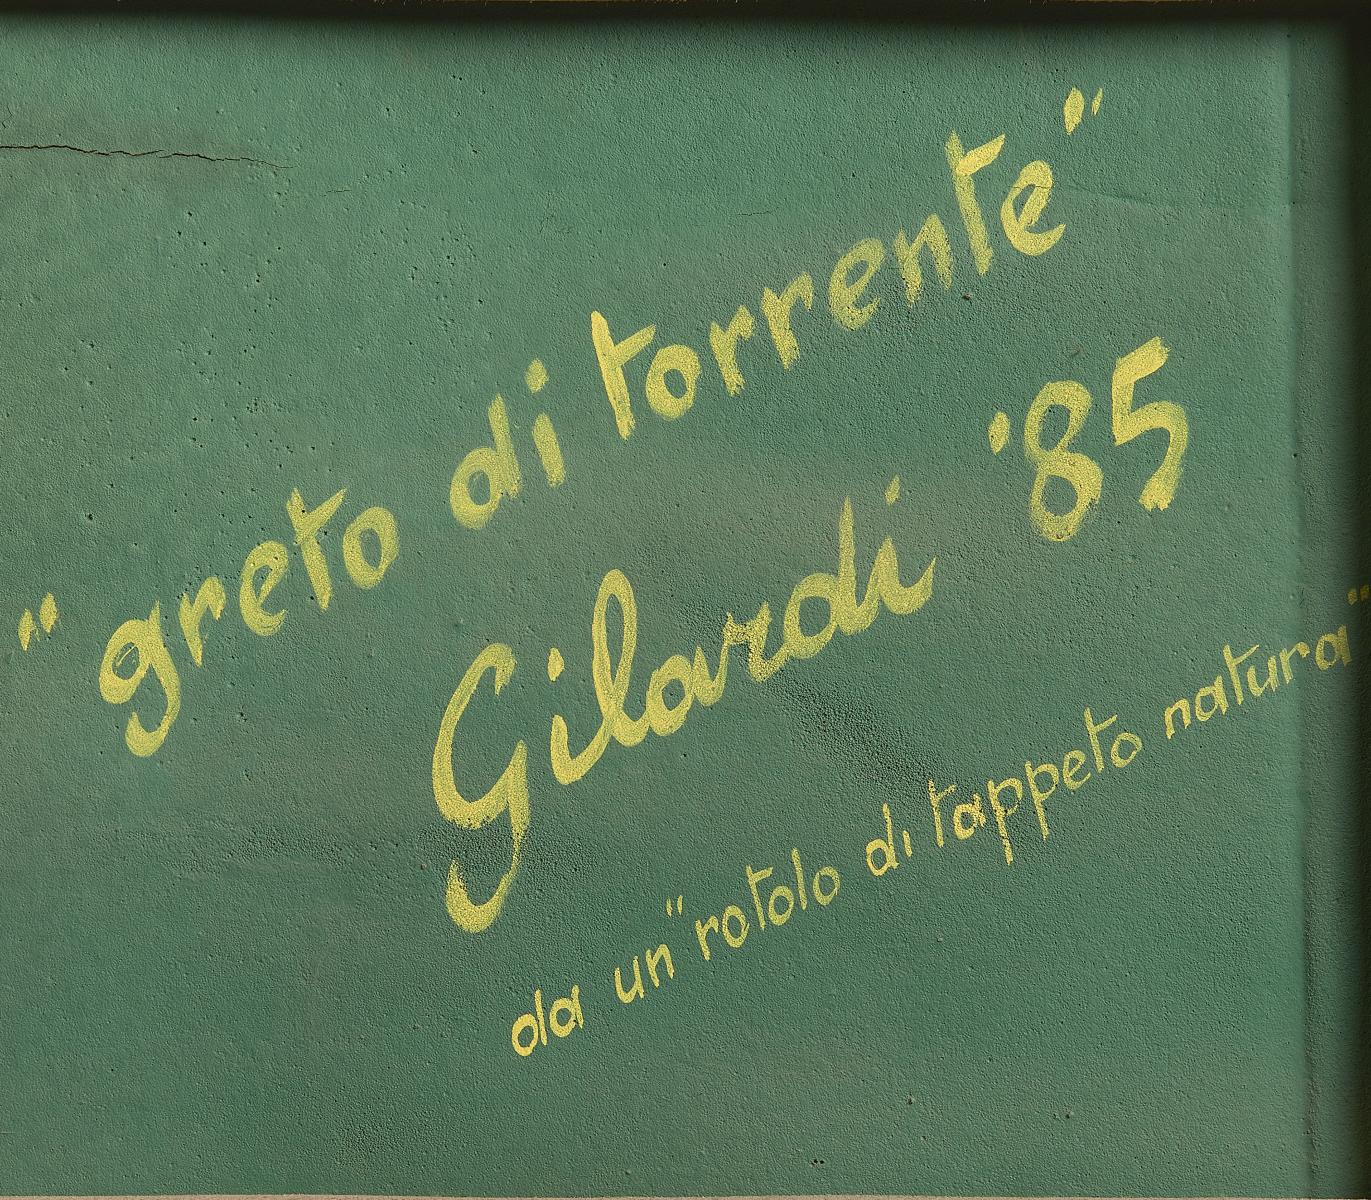 "greto di torrente"
Gilardi '85
da un "rotolo di tappeto natura"